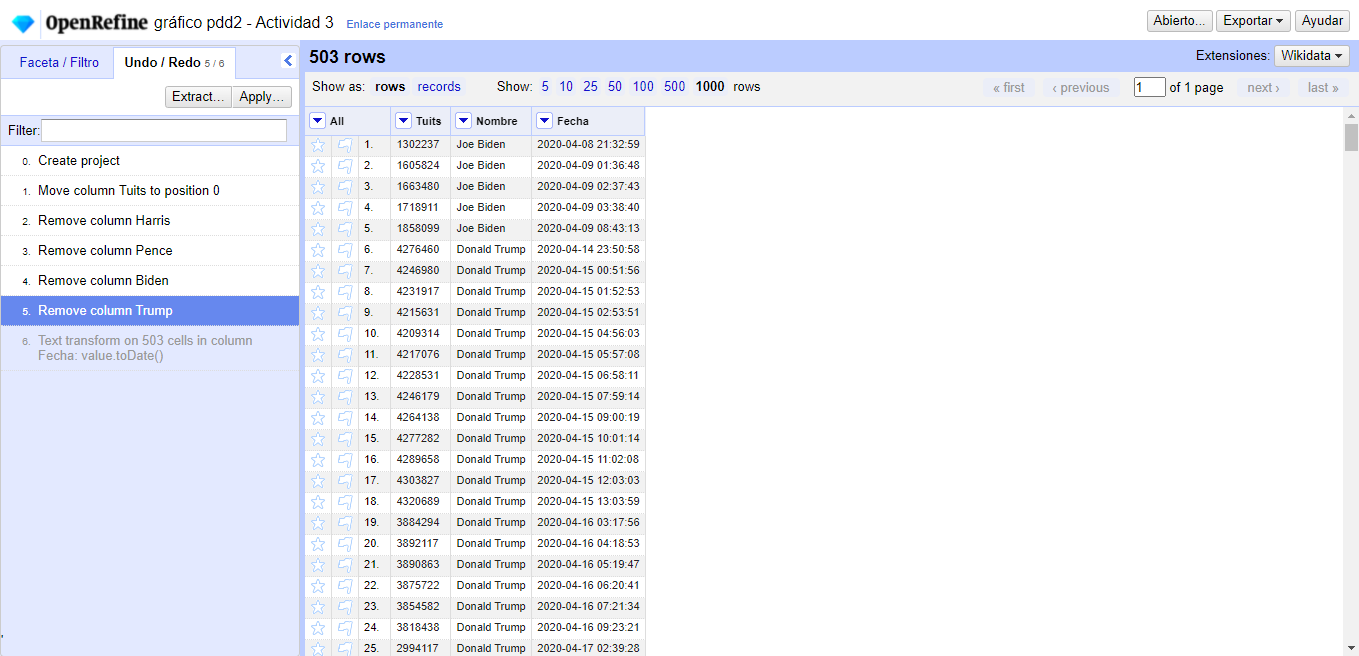 OpenRefine gráfico pdd2 - Actividad 3 Enlace permanente
Abierto... Exportar Ayudar
Faceta / Filtro Undo / Redo 5 / 6
Extract... Apply...
Filter:
0. Create project
1. Move column Tuits to position 0
2. Remove column Harris
3. Remove column Pence
4. Remove column Biden
5. Remove column Trump
6. Text transform on 503 cells in column
Fecha: value.toDate()
503 rows
Extensiones: Wikidata
Show as: rows records Show: 5 10 25 50 100 500 1000 rows
« first ‹ previous 1 of 1 page next › last »
All Tuits Nombre Fecha
1. 1302237 Joe Biden 2020-04-08 21:32:59
2. 1605824 Joe Biden 2020-04-09 01:36:48
3. 1663480 Joe Biden 2020-04-09 02:37:43
4. 1718911 Joe Biden 2020-04-09 03:38:40
5. 1858099 Joe Biden 2020-04-09 08:43:13
6. 4276460 Donald Trump 2020-04-14 23:50:58
7. 4246980 Donald Trump 2020-04-15 00:51:56
8. 4231917 Donald Trump 2020-04-15 01:52:53
9. 4215631 Donald Trump 2020-04-15 02:53:51
10. 4209314 Donald Trump 2020-04-15 04:56:03
11. 4217076 Donald Trump 2020-04-15 05:57:08
12. 4228531 Donald Trump 2020-04-15 06:58:11
13. 4246179 Donald Trump 2020-04-15 07:59:14
14. 4264138 Donald Trump 2020-04-15 09:00:19
15. 4277282 Donald Trump 2020-04-15 10:01:14
16. 4289658 Donald Trump 2020-04-15 11:02:08
17. 4303827 Donald Trump 2020-04-15 12:03:03
18. 4320689 Donald Trump 2020-04-15 13:03:59
19. 3884294 Donald Trump 2020-04-16 03:17:56
20. 3892117 Donald Trump 2020-04-16 04:18:53
21. 3890863 Donald Trump 2020-04-16 05:19:47
22. 3875722 Donald Trump 2020-04-16 06:20:41
23. 3854582 Donald Trump 2020-04-16 07:21:34
24. 3818438 Donald Trump 2020-04-16 09:23:21
25. 2994117 Donald Trump 2020-04-17 02:39:28